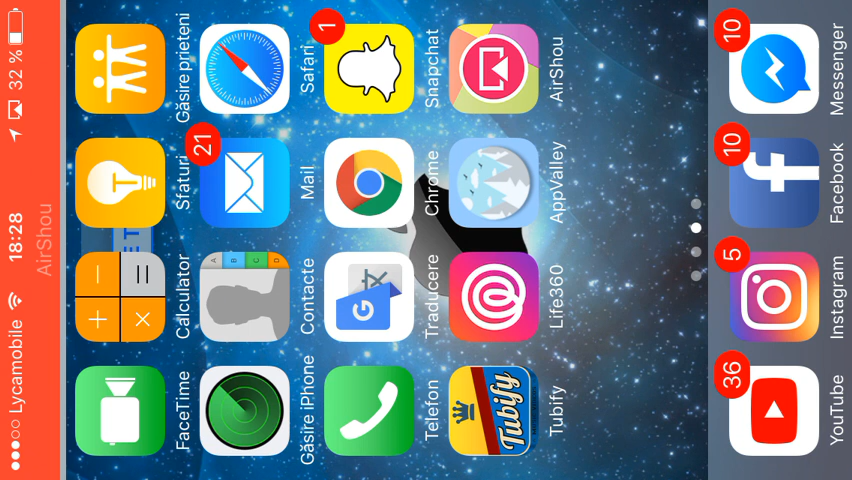 Lycamobile 18:28 32 %
AirShou
FaceTime Calculator Sfaturi Găsire prieteni
A B C D
21
Găsire iPhone Contacte Mail Safari
1
Telefon Traducere Chrome Snapchat
Tubify
Tubify Life360 AppValley AirShou
36 5 10 10
YouTube Instagram Facebook Messenger